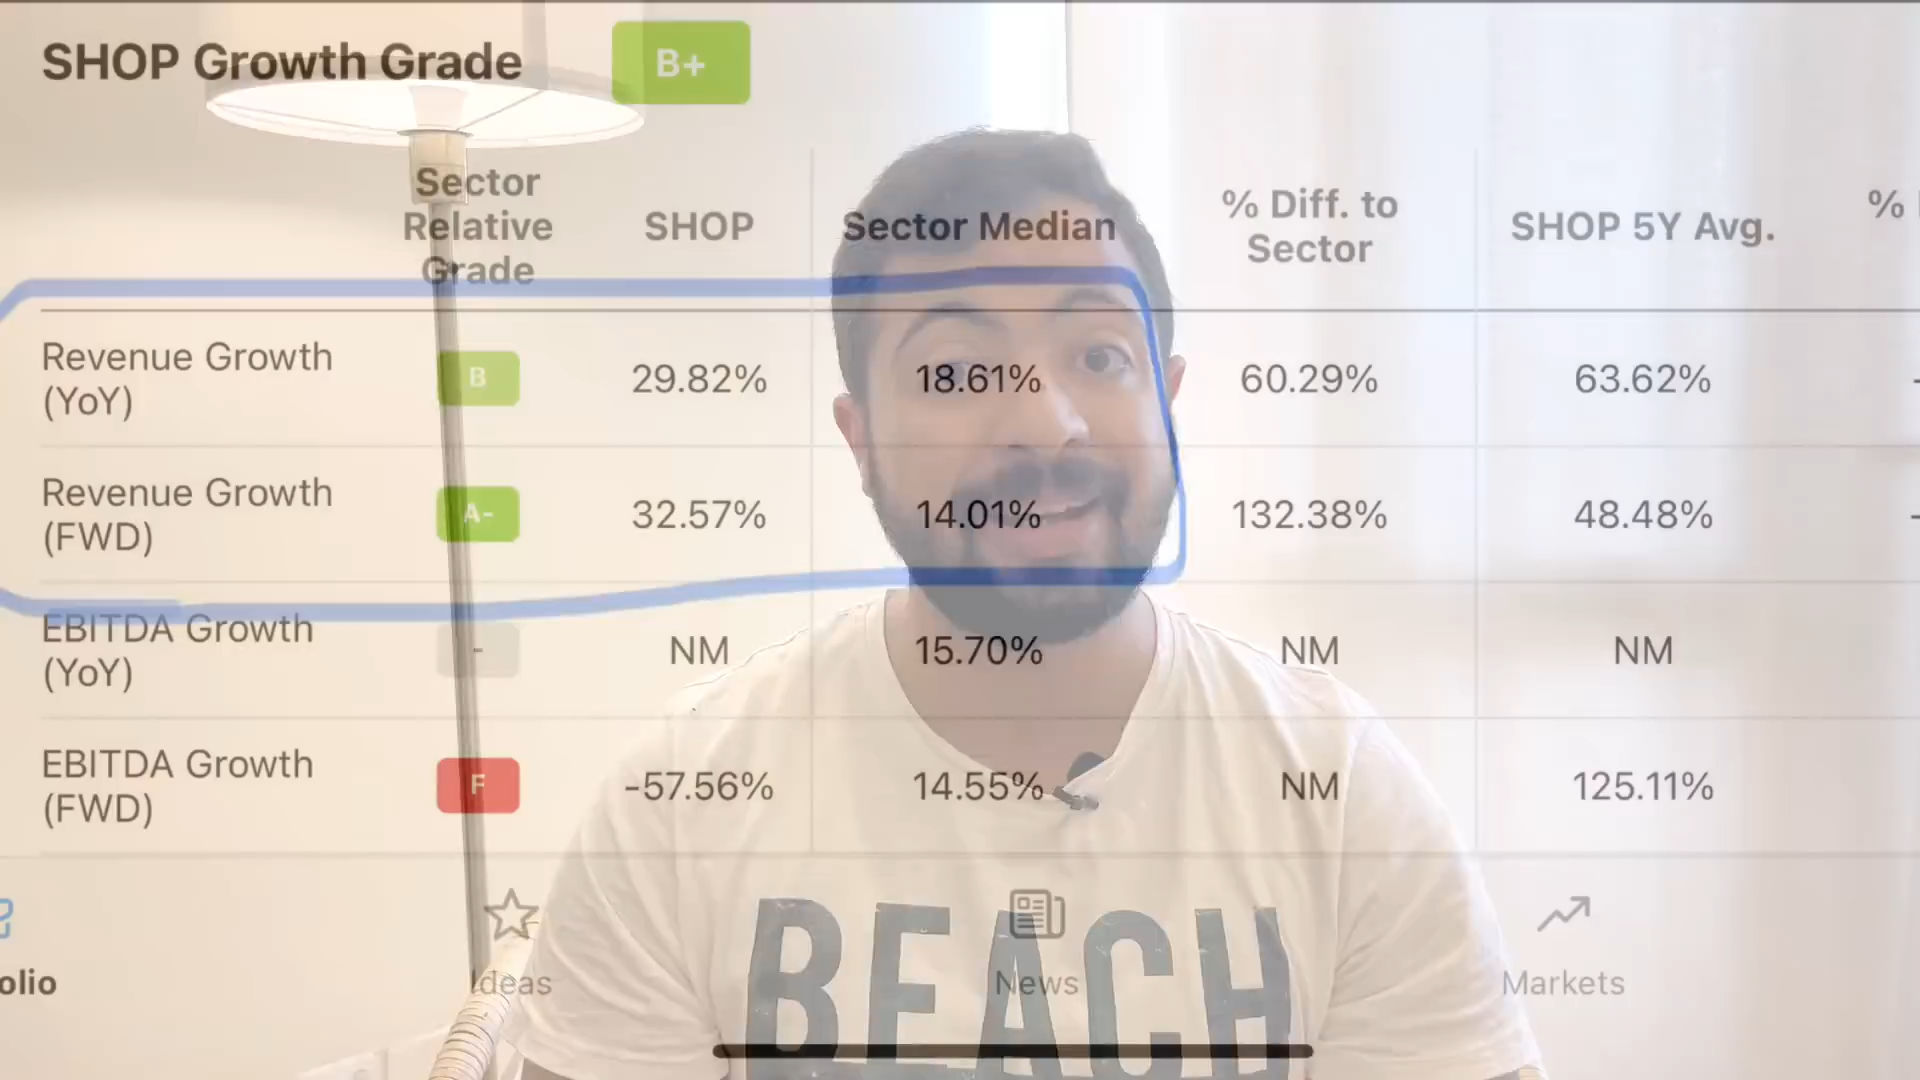 SHOP Growth Grade B+
Sector Relative Grade SHOP Sector Median % Diff. to Sector SHOP 5Y Avg. %
Revenue Growth (YoY) B 29.82% 18.61% 60.29% 63.62% -
Revenue Growth (FWD) A- 32.57% 14.01% 132.38% 48.48% -
EBITDA Growth (YoY) - NM 15.70% NM NM
EBITDA Growth (FWD) F -57.56% 14.55% NM 125.11%
olio Ideas News Markets
BEACH